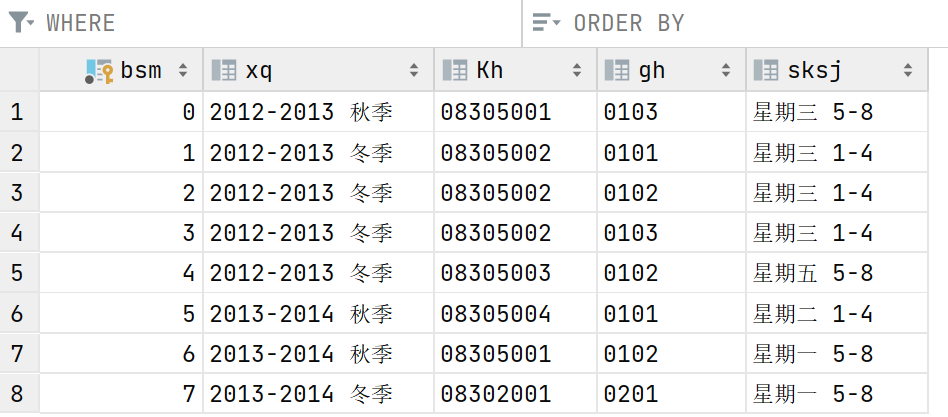 WHERE ORDER BY
bsm xq Kh gh sksj
1 0 2012-2013 秋季 08305001 0103 星期三 5-8
2 1 2012-2013 冬季 08305002 0101 星期三 1-4
3 2 2012-2013 冬季 08305002 0102 星期三 1-4
4 3 2012-2013 冬季 08305002 0103 星期三 1-4
5 4 2012-2013 冬季 08305003 0102 星期五 5-8
6 5 2013-2014 秋季 08305004 0101 星期二 1-4
7 6 2013-2014 秋季 08305001 0102 星期一 5-8
8 7 2013-2014 冬季 08302001 0201 星期一 5-8